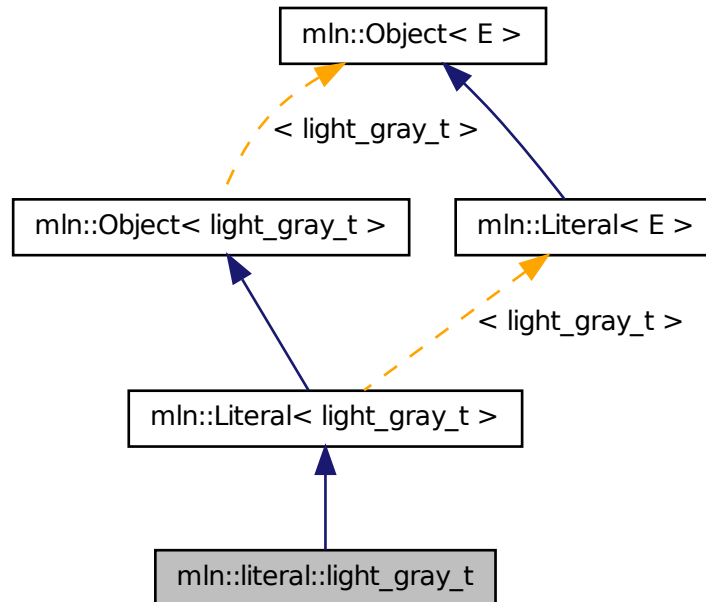 mln::Object< E >
< light_gray_t >
mln::Object< light_gray_t >
mln::Literal< E >
< light_gray_t >
mln::Literal< light_gray_t >
mln::literal::light_gray_t